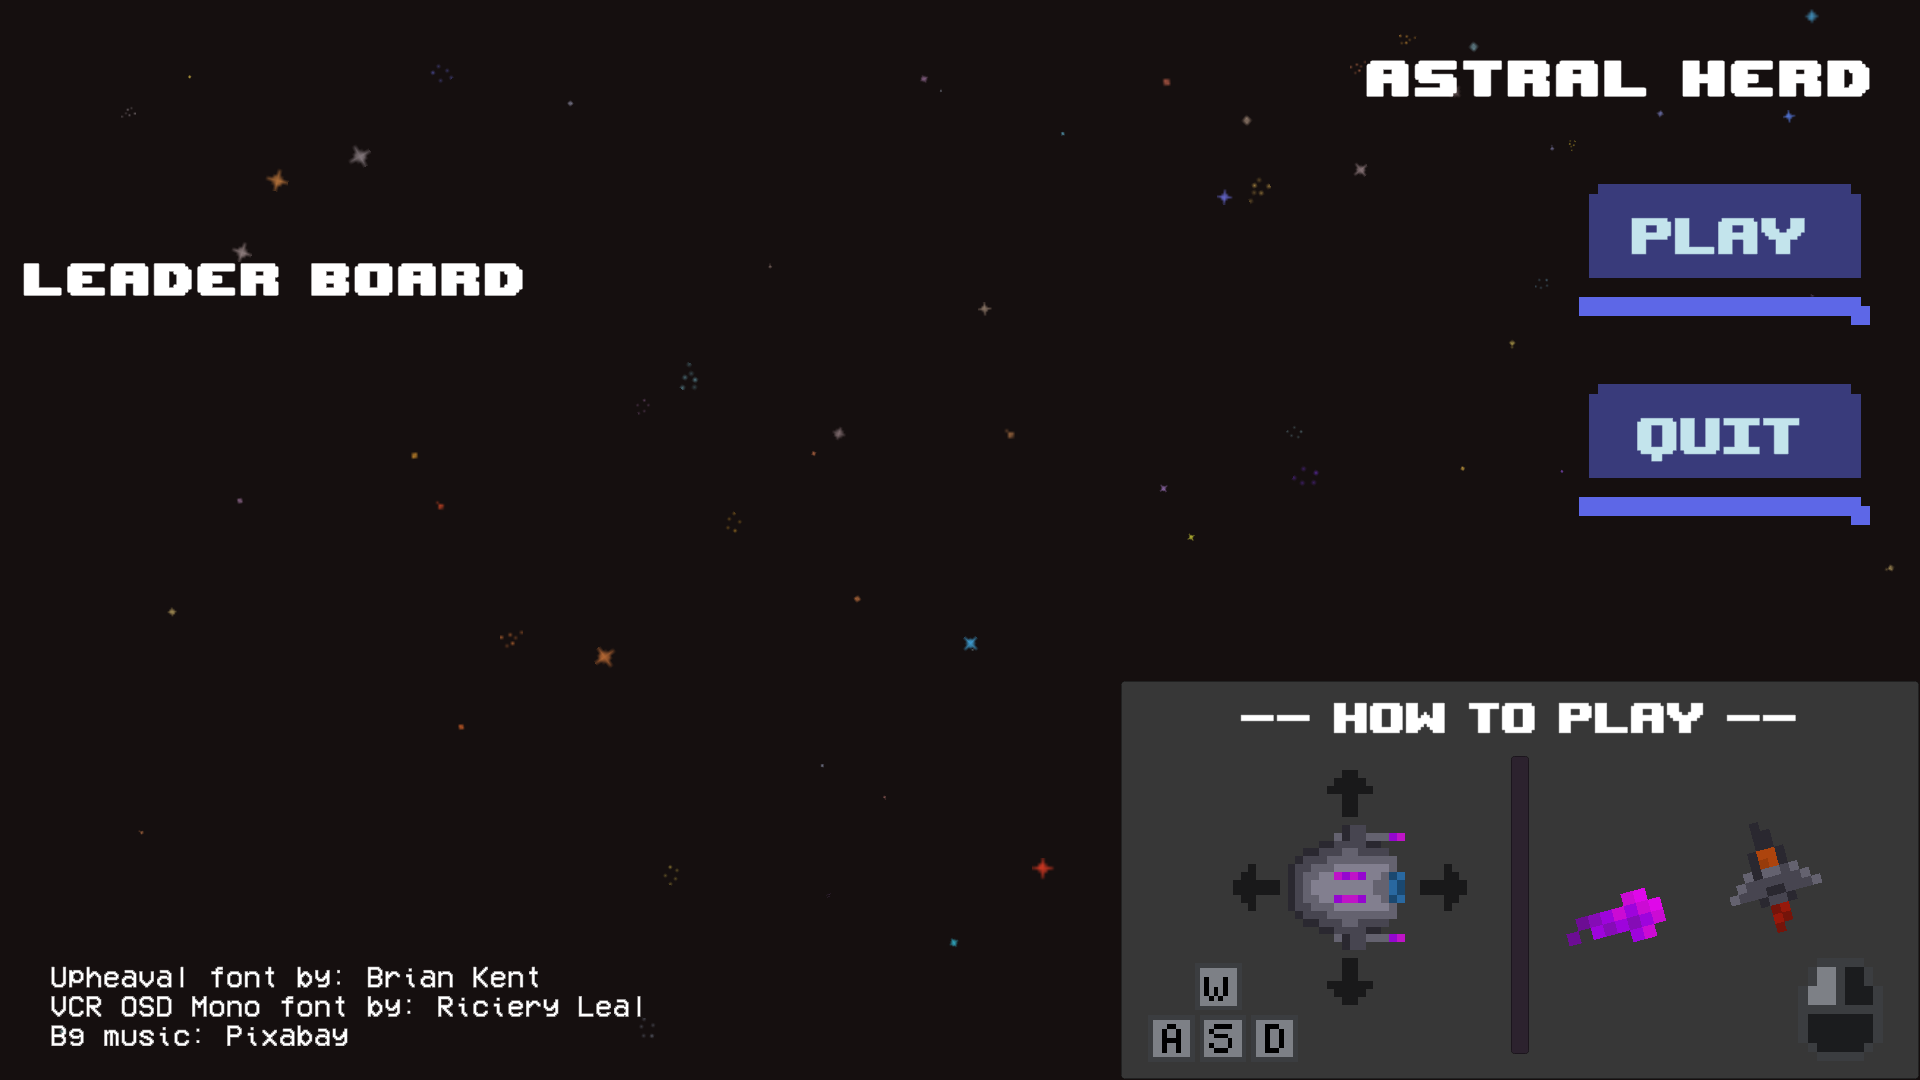 ASTRAL HERD
PLAY
LEADER BOARD
QUIT
-- HOW TO PLAY --
W
A S D
Upheaval font by: Brian Kent
VCR OSD Mono font by: Riciery Leal
Bg music: Pixabay